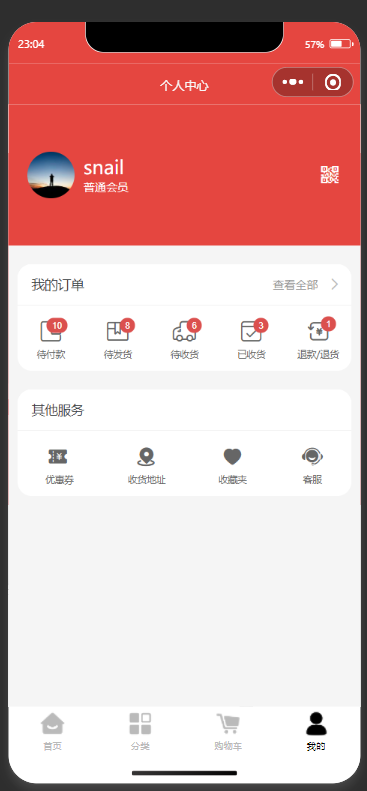 23:04 57%
个人中心
snail
普通会员
我的订单 查看全部
10 8 6 3 1
待付款 待发货 待收货 已收货 退款/退货
其他服务
优惠券 收货地址 收藏夹 客服
首页 分类 购物车 我的